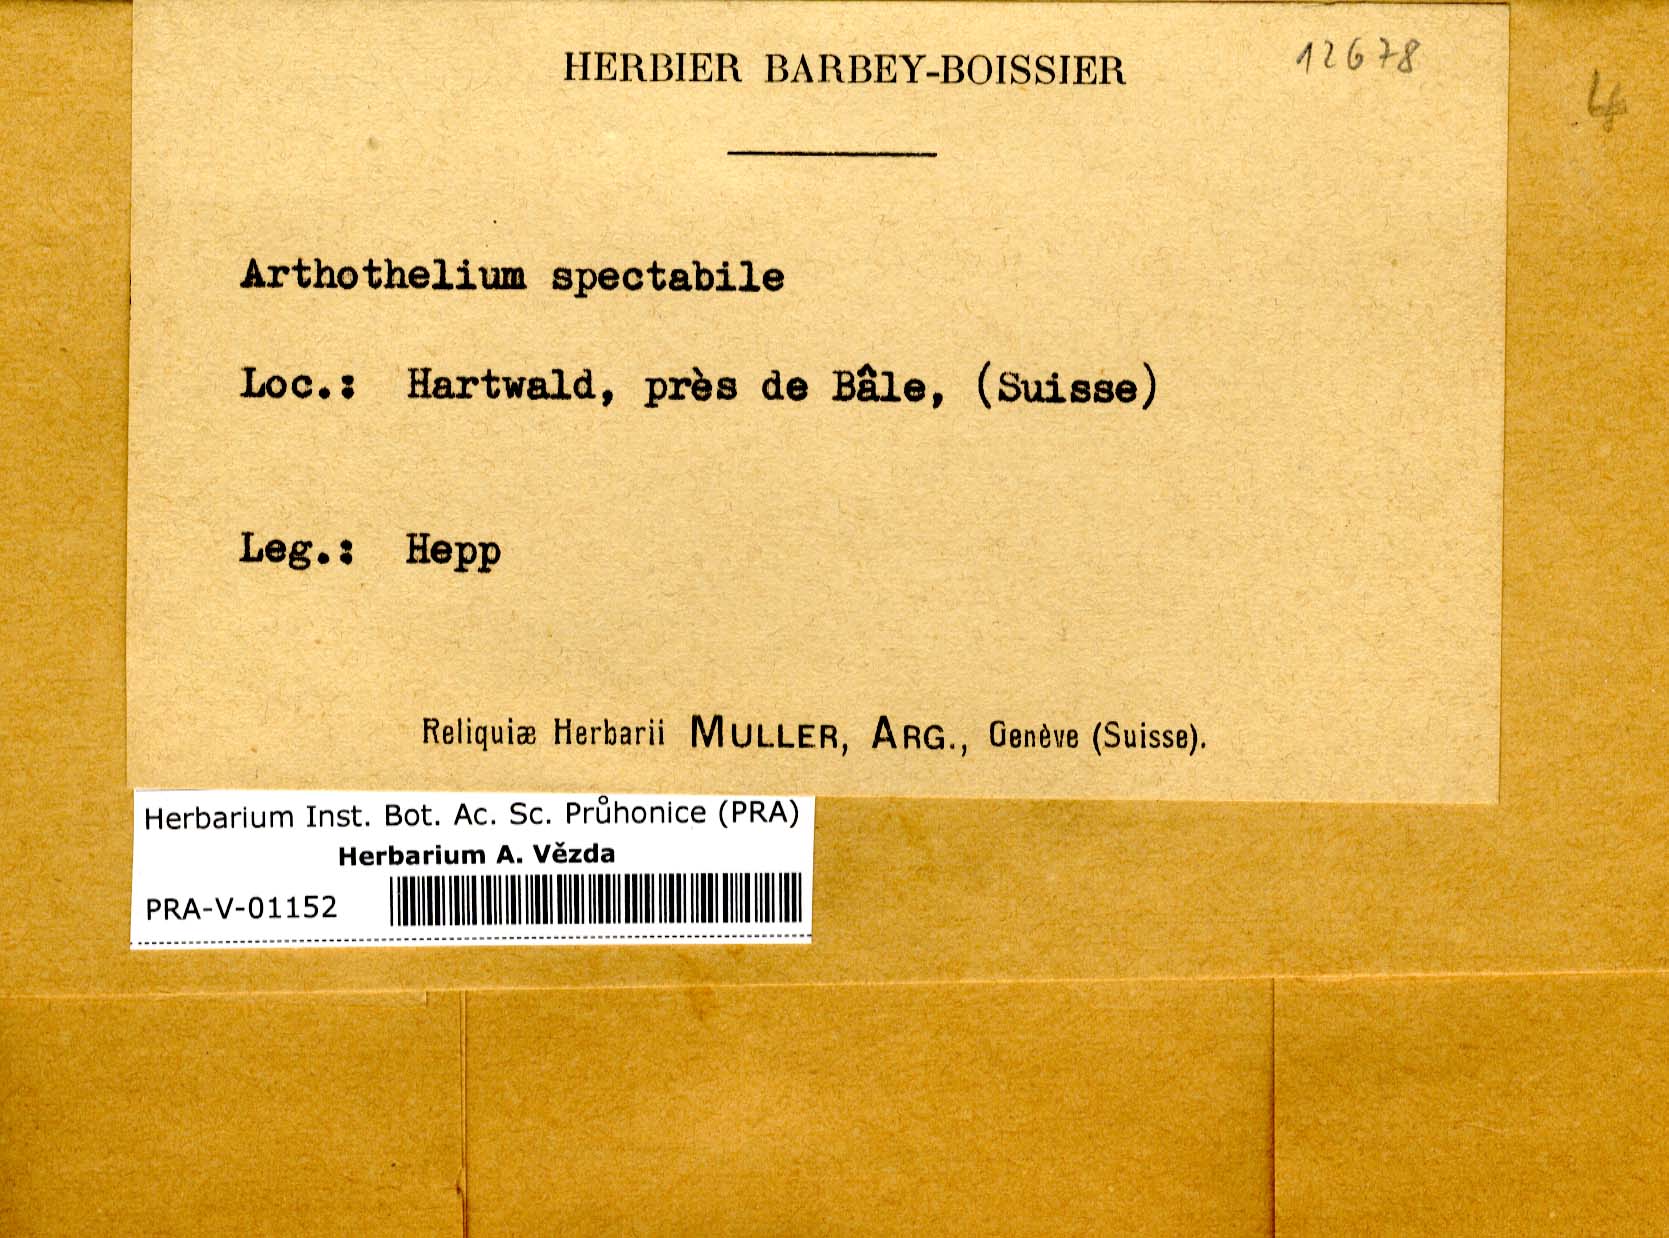 HERBIER BARBEY-BOISSIER
12678
4
Arthothelium spectabile
Loc.: Hartwald, près de Bâle, (Suisse)
Leg.: Hepp
Reliquiæ Herbarii MULLER, ARG., Genève (Suisse).
Herbarium Inst. Bot. Ac. Sc. Průhonice (PRA)
Herbarium A. Vězda
PRA-V-01152